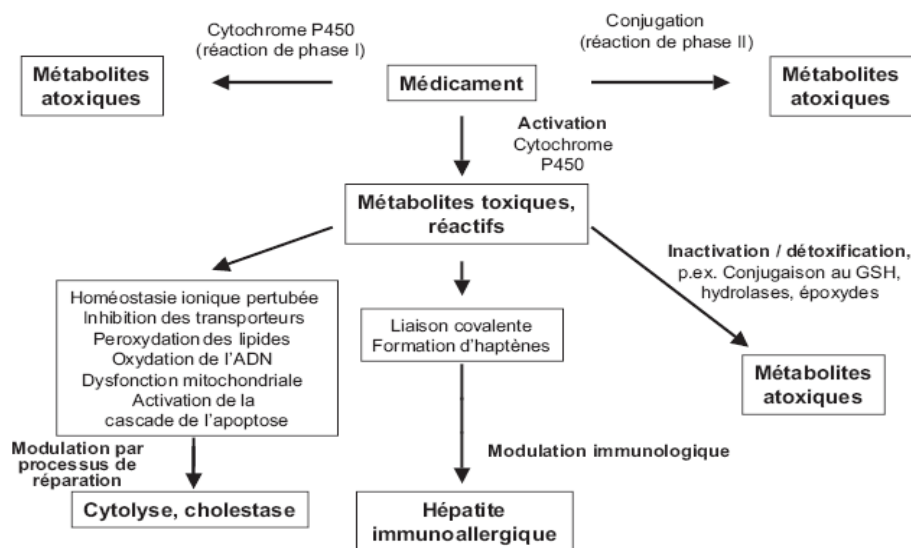 Cytochrome P450
(réaction de phase I)
Conjugation
(réaction de phase II)
Métabolites
atoxiques
Médicament
Métabolites
atoxiques
Activation
Cytochrome
P450
Métabolites toxiques,
réactifs
Inactivation / détoxification,
p.ex. Conjugaison au GSH,
hydrolases, époxydes
Homéostasie ionique pertubée
Inhibition des transporteurs
Peroxydation des lipides
Oxydation de l'ADN
Dysfonction mitochondriale
Activation de la
cascade de l'apoptose
Liaison covalente
Formation d'haptènes
Métabolites
atoxiques
Modulation par
processus de
réparation
Modulation immunologique
Cytolyse, cholestase
Hépatite
immunoallergique